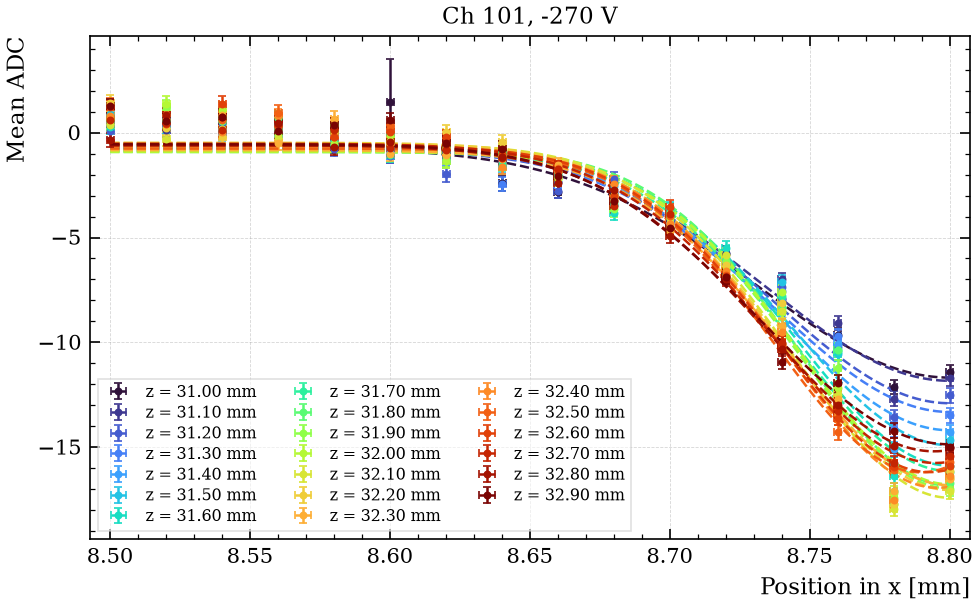 Ch 101, -270 V
Mean ADC
0
−5
−10
−15
z = 31.00 mm
z = 31.10 mm
z = 31.20 mm
z = 31.30 mm
z = 31.40 mm
z = 31.50 mm
z = 31.60 mm
z = 31.70 mm
z = 31.80 mm
z = 31.90 mm
z = 32.00 mm
z = 32.10 mm
z = 32.20 mm
z = 32.30 mm
z = 32.40 mm
z = 32.50 mm
z = 32.60 mm
z = 32.70 mm
z = 32.80 mm
z = 32.90 mm
8.50 8.55 8.60 8.65 8.70 8.75 8.80
Position in x [mm]